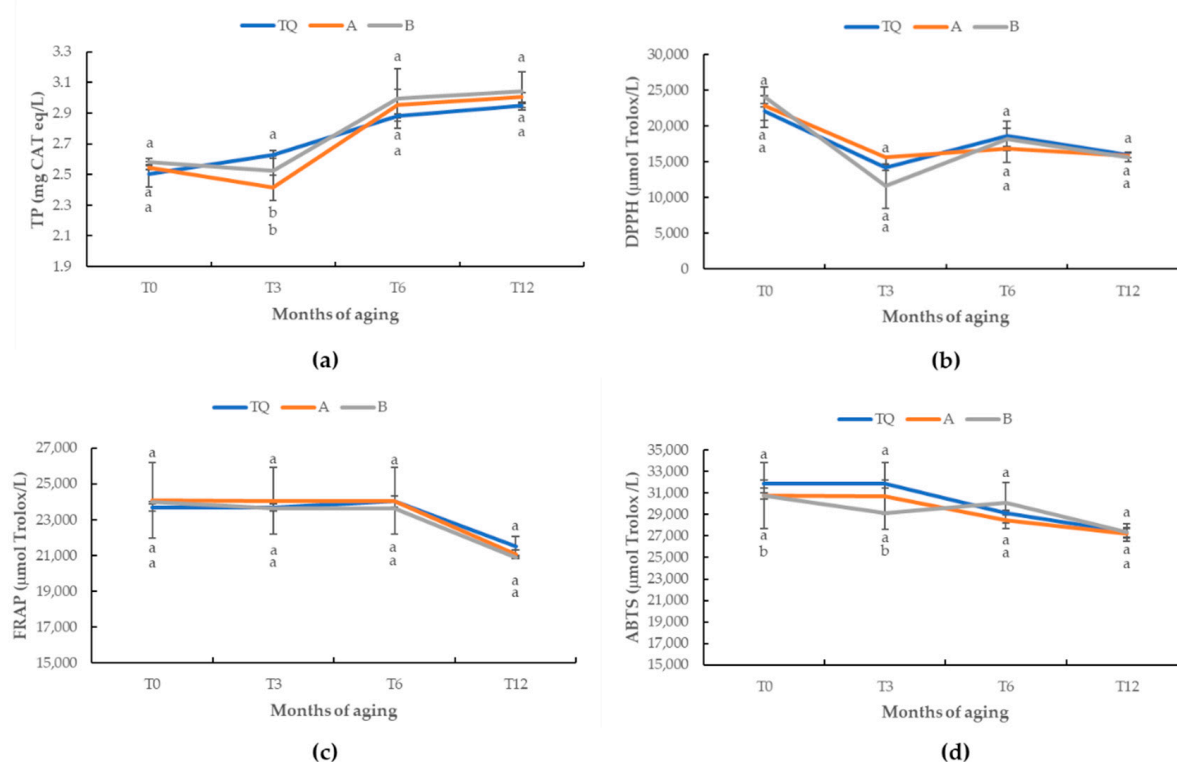 TQ A B
3.3
3.1
2.9
2.7
2.5
2.3
2.1
1.9
TP (mg CAT eq/L)
a a a a
a a a a
a b a a
b
T0 T3 T6 T12
Months of aging
(a)
TQ A B
30,000
25,000
20,000
15,000
10,000
5,000
0
DPPH (µmol Trolox/L)
a a a a
a a a a
a a a a
T0 T3 T6 T12
Months of aging
(b)
TQ A B
27,000
25,000
23,000
21,000
19,000
17,000
15,000
FRAP (µmol Trolox/L)
a a a a
a a a a
a a a a
T0 T3 T6 T12
Months of aging
(c)
TQ A B
35,000
33,000
31,000
29,000
27,000
25,000
23,000
21,000
19,000
17,000
15,000
ABTS (µmol Trolox /L)
a a a a
a a a a
b b a a
T0 T3 T6 T12
Months of aging
(d)